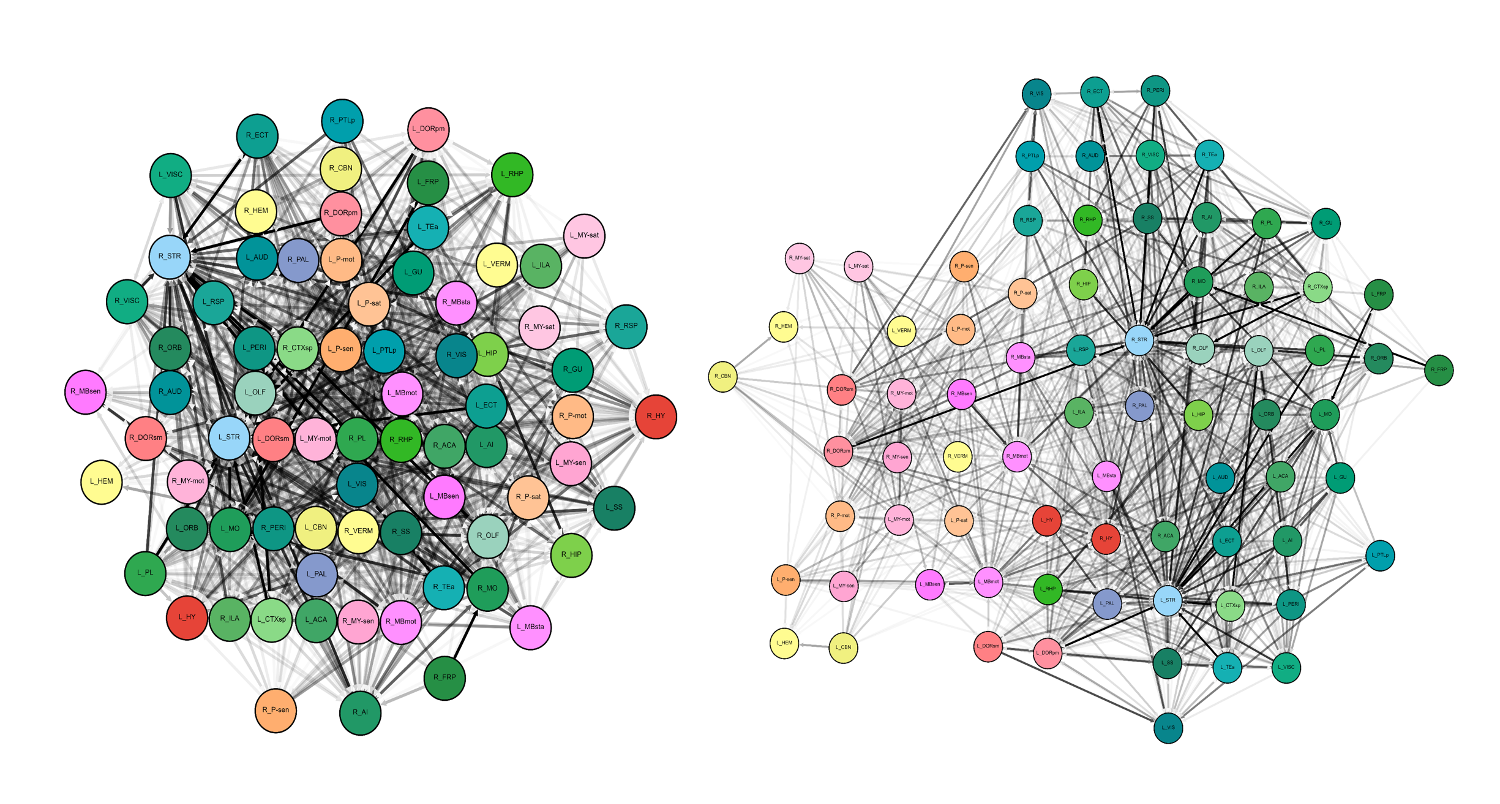 R_PTLp
L_DORpm
R_ECT
R_CBN
L_VISC
L_FRP
L_RHP
R_HEM
R_DORpm
L_TEa
L_MY-sat
R_STR
L_AUD
R_PAL
L_P-mot
L_GU
L_VERM
L_ILA
R_VISC
L_RSP
L_P-sat
R_MBsta
R_MY-sat
R_RSP
R_ORB
L_PERI
R_CTXsp
L_P-sen
L_PTLp
R_VIS
L_HIP
R_GU
R_MBsen
R_AUD
L_OLF
L_MBmot
L_ECT
R_P-mot
R_HY
R_DORsm
L_STR
L_DORsm
L_MY-mot
R_PL
R_RHP
R_ACA
L_AI
L_MY-sen
L_HEM
R_MY-mot
L_VIS
L_MBsen
R_P-sat
L_SS
L_ORB
L_MO
R_PERI
L_CBN
R_VERM
R_SS
R_OLF
R_HIP
L_PL
L_PAL
R_TEa
R_MO
L_HY
R_ILA
L_CTXsp
L_ACA
R_MY-sen
R_MBmot
L_MBsta
R_FRP
R_P-sen
R_AI
R_VIS
R_ECT
R_PERI
R_PTLp
R_AUD
R_VISC
R_TEa
R_RSP
R_RHP
R_SS
R_AI
R_PL
R_GU
R_MY-sat
L_MY-sat
R_P-sen
R_P-sat
R_HIP
R_MO
R_ILA
R_CTXsp
L_FRP
R_HEM
L_VERM
L_P-mot
R_MBsta
L_RSP
R_STR
R_OLF
L_OLF
L_PL
R_ORB
R_FRP
R_CBN
R_DORsm
R_MY-mot
R_MBsen
L_ILA
R_PAL
L_HIP
L_ORB
L_MO
R_DORpm
R_MY-sen
R_VERM
R_MBmot
L_MBsta
L_AUD
L_ACA
L_GU
R_P-mot
L_MY-mot
L_P-sat
L_HY
R_HY
R_ACA
L_ECT
L_AI
L_PTLp
L_P-sen
L_MY-sen
L_MBsen
L_MBmot
L_RHP
L_PAL
L_STR
L_CTXsp
L_PERI
L_HEM
L_CBN
L_DORsm
L_DORpm
L_SS
L_TEa
L_VISC
L_VIS